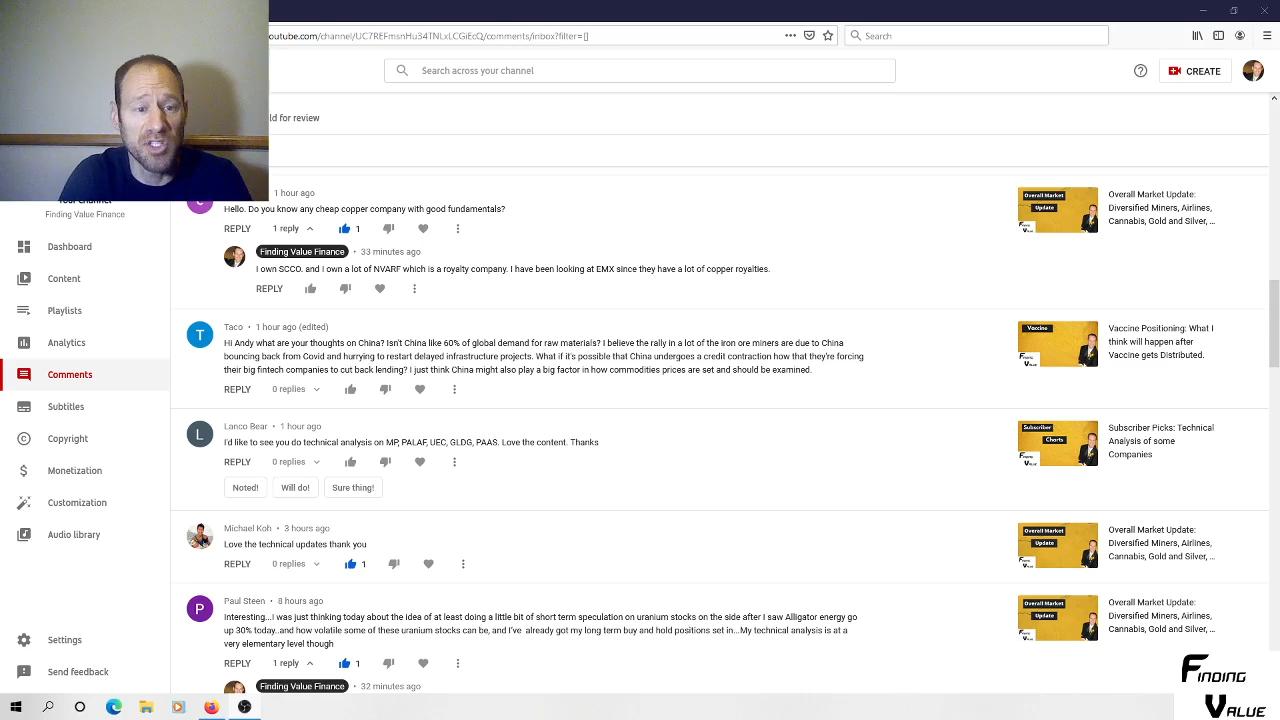 outube.com/channel/UC7REFmsnHu34TNLxLCGiEcQ/comments/inbox?filter=[]
Search
Search across your channel
CREATE
ld for review
Finding Value Finance
Dashboard
Content
Playlists
Analytics
Comments
Subtitles
Copyright
Monetization
Customization
Audio library
Settings
Send feedback
1 hour ago
Hello. Do you know any cheap copper company with good fundamentals?
REPLY 1 reply 1
Finding Value Finance • 33 minutes ago
I own SCCO. and I own a lot of NVARF which is a royalty company. I have been looking at EMX since they have a lot of copper royalties.
REPLY
Overall Market
Update
Overall Market Update:
Diversified Miners, Airlines,
Cannabis, Gold and Silver, ...
T
Taco • 1 hour ago (edited)
Hi Andy what are your thoughts on China? Isn't China like 60% of global demand for raw materials? I believe the rally in a lot of the Iron ore miners are due to China
bouncing back from Covid and hurrying to restart delayed infrastructure projects. What if it's possible that China undergoes a credit contraction how that they're forcing
their big fintech companies to cut back lending? I just think China might also play a big factor in how commodities prices are set and should be examined.
REPLY 0 replies
Vaccine
Vaccine Positioning: What I
think will happen after
Vaccine gets Distributed.
L
Lanco Bear • 1 hour ago
I'd like to see you do technical analysis on MP, PALAF, UEC, GLDG, PAAS. Love the content. Thanks
REPLY 0 replies
Noted! Will do! Sure thing!
Subscriber
Charts
Subscriber Picks: Technical
Analysis of some
Companies
Michael Koh • 3 hours ago
Love the technical updates thank you
REPLY 0 replies 1
Overall Market
Update
Overall Market Update:
Diversified Miners, Airlines,
Cannabis, Gold and Silver, ...
P
Paul Steen • 8 hours ago
Interesting...I was just thinking today about the idea of at least doing a little bit of short term speculation on uranium stocks on the side after I saw Alligator energy go
up 30% today..and how volatile some of these uranium stocks can be, and I've already got my long term buy and hold positions set in...My technical analysis is at a
very elementary level though
REPLY 1 reply 1
Finding Value Finance • 32 minutes ago
Overall Market
Update
Overall Market Update:
Diversified Miners, Airlines,
Cannabis, Gold and Silver, ...
Finding
Value